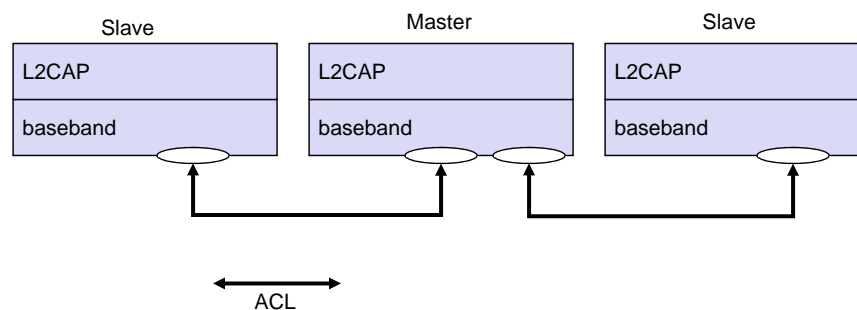 Slave Master Slave
L2CAP L2CAP L2CAP
baseband baseband baseband
ACL